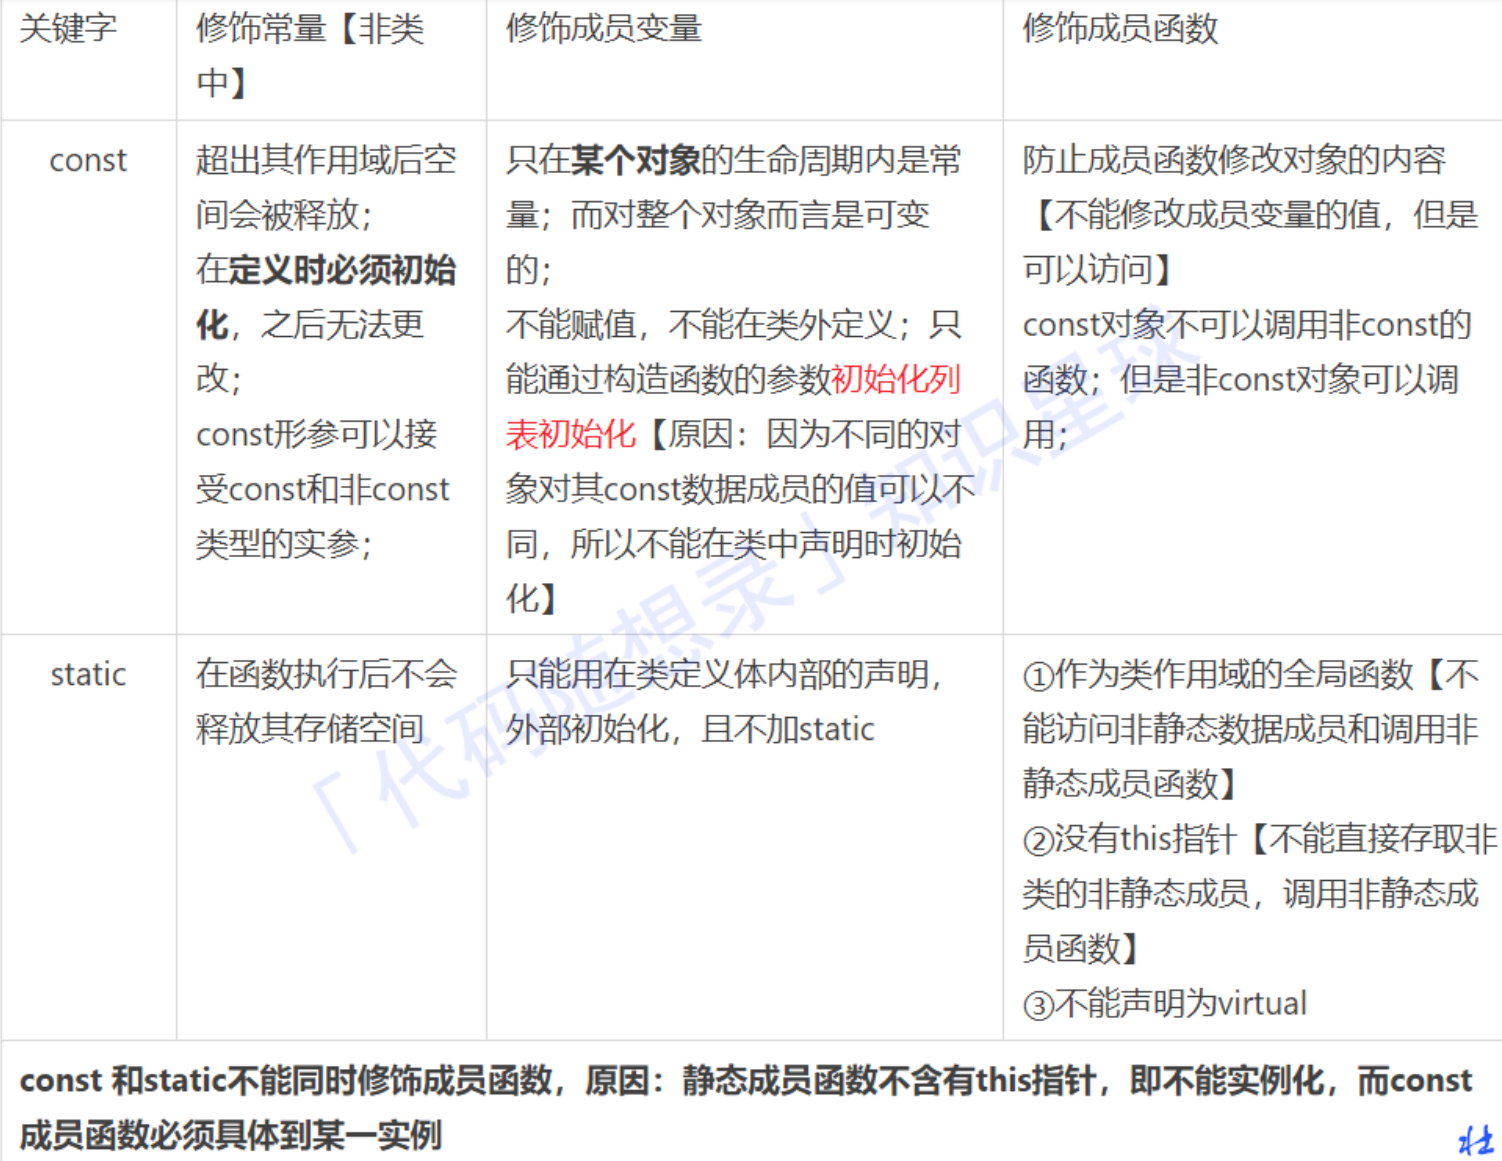 关键字
修饰常量【非类
中】
修饰成员变量
修饰成员函数
const
超出其作用域后空
间会被释放；
在定义时必须初始
化，之后无法更
改；
const形参可以接
受const和非const
类型的实参；
只在某个对象的生命周期内是常
量；而对整个对象而言是可变
的；
不能赋值，不能在类外定义；只
能通过构造函数的参数初始化列
表初始化【原因：因为不同的对
象对其const数据成员的值可以不
同，所以不能在类中声明时初始
化】
防止成员函数修改对象的内容
【不能修改成员变量的值，但是
可以访问】
const对象不可以调用非const的
函数；但是非const对象可以调
用；
static
在函数执行后不会
释放其存储空间
只能用在类定义体内部的声明，
外部初始化，且不加static
①作为类作用域的全局函数【不
能访问非静态数据成员和调用非
静态成员函数】
②没有this指针【不能直接存取非
类的非静态成员，调用非静态成
员函数】
③不能声明为virtual
const 和static不能同时修饰成员函数，原因：静态成员函数不含有this指针，即不能实例化，而const
成员函数必须具体到某一实例
「代码随想录」知识星球